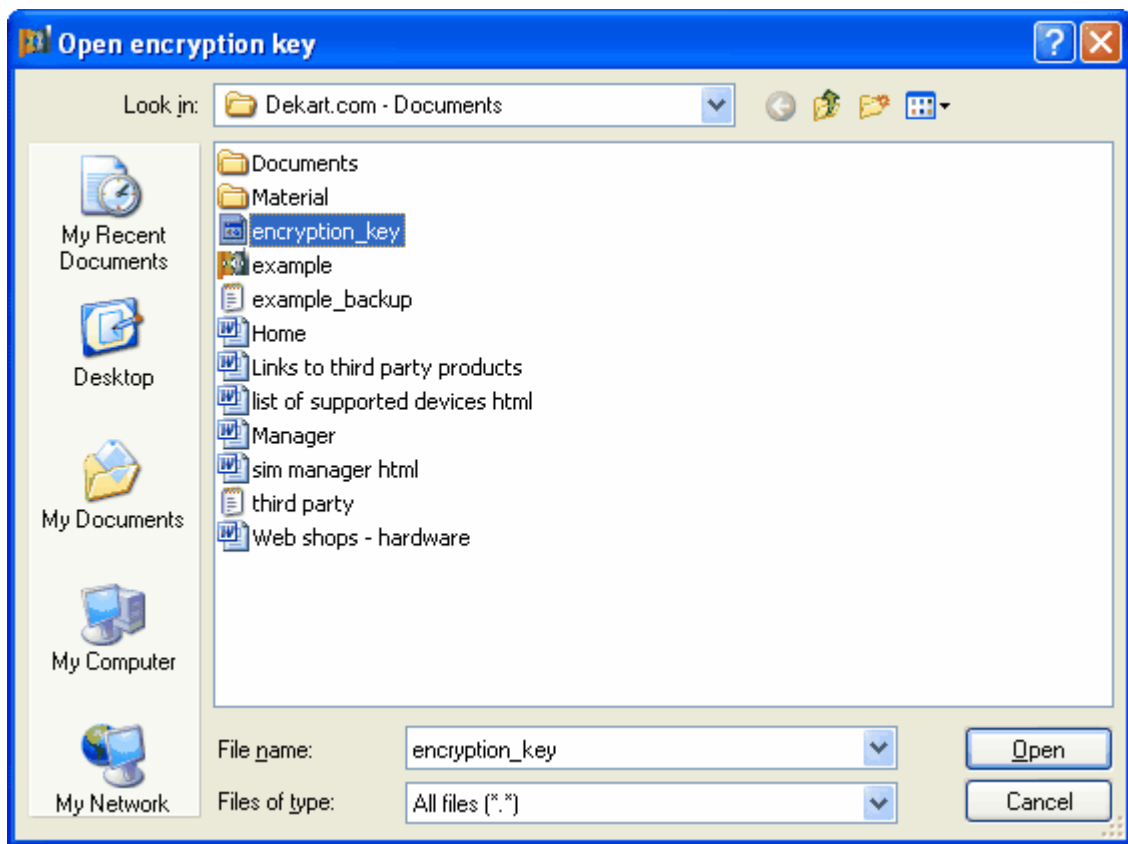 Open encryption key
Look in: Dekart.com - Documents
My Recent
Documents
Desktop
My Documents
My Computer
My Network
Documents
Material
encryption_key
example
example_backup
Home
Links to third party products
list of supported devices html
Manager
sim manager html
third party
Web shops - hardware
File name: encryption_key Open
Files of type: All files (*.*) Cancel